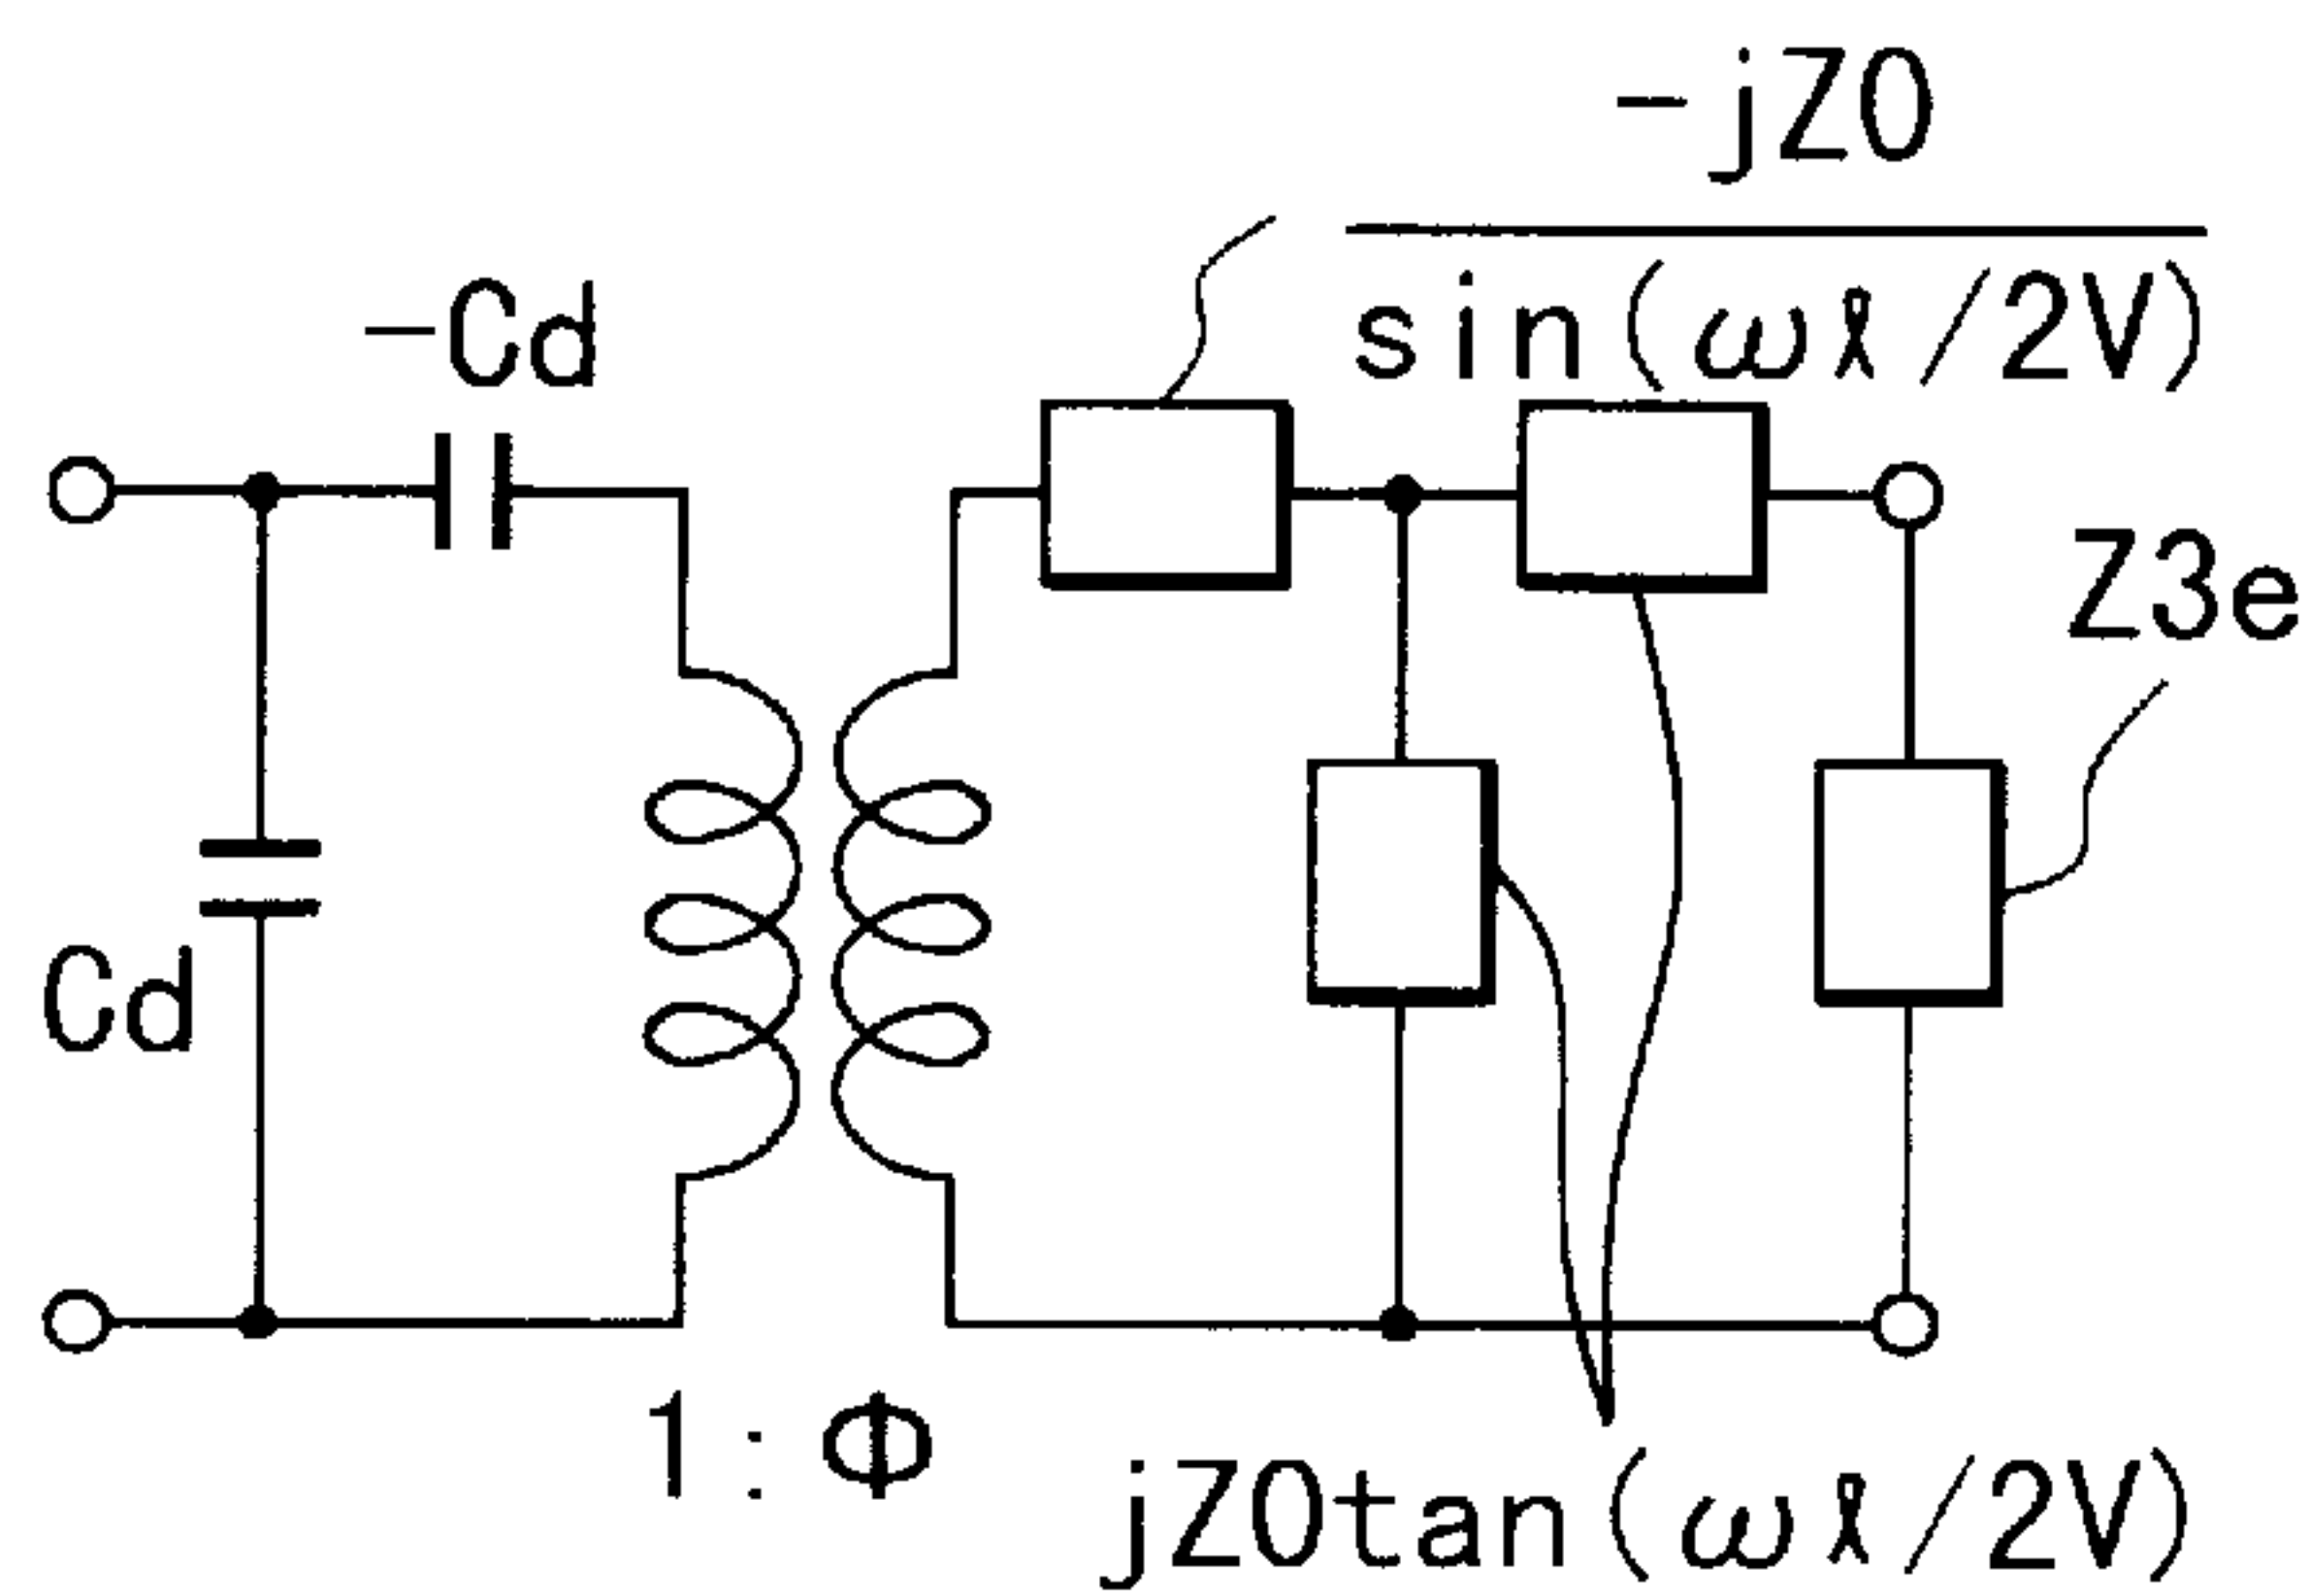 -jZ0
sin(ωℓ/2V)
-Cd
Z3e
Cd
1:Φ
jZ0tan(ωℓ/2V)